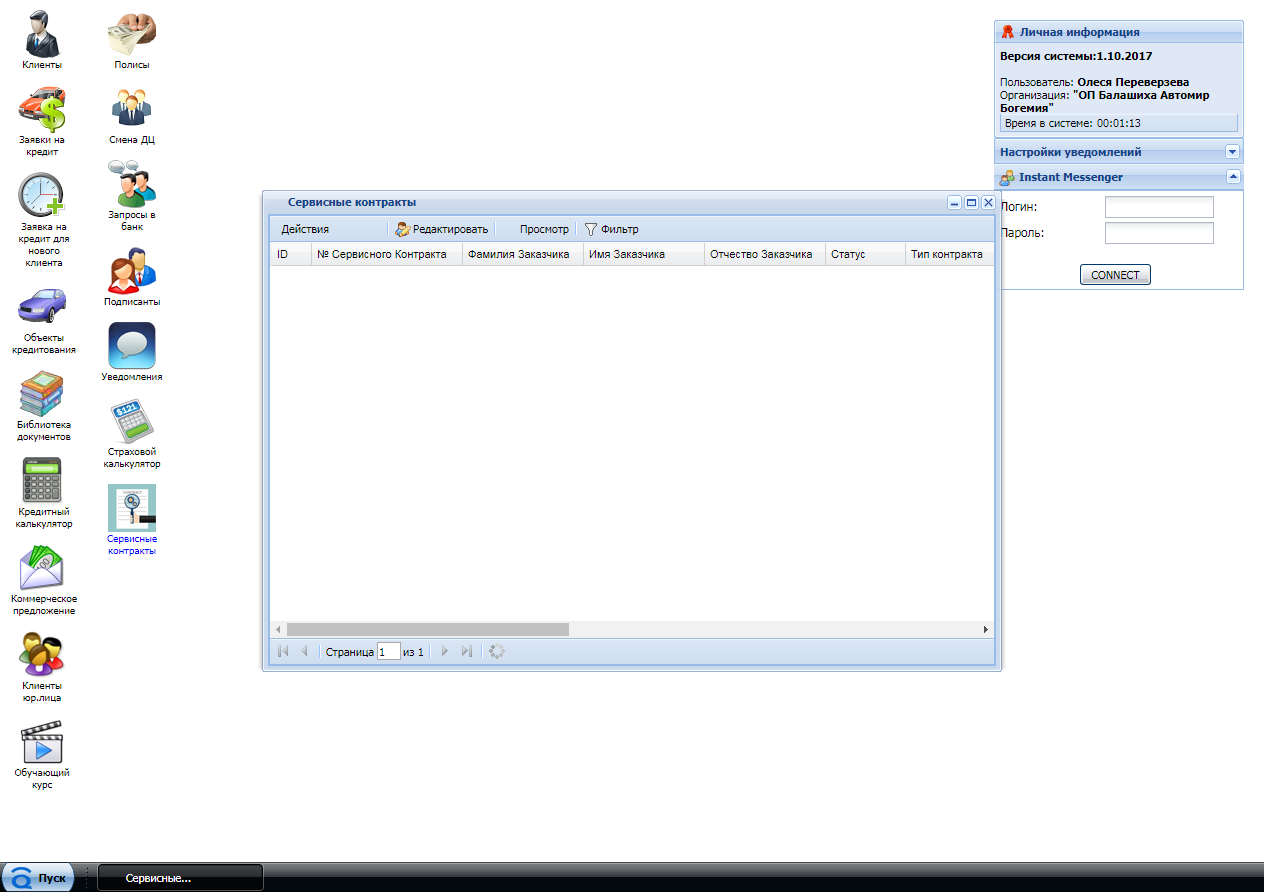 Клиенты
Заявки на
кредит
Заявка на
кредит для
нового
клиента
Объекты
кредитования
Библиотека
документов
Кредитный
калькулятор
Коммерческое
предложение
Клиенты
юр.лица
Обучающий
курс
Полисы
Смена ДЦ
Запросы в
банк
Подписанты
Уведомления
$121
Страховой
калькулятор
Сервисные
контракты
Сервисные контракты
Действия Редактировать Просмотр Фильтр
ID № Сервисного Контракта Фамилия Заказчика Имя Заказчика Отчество Заказчика Статус Тип контракта
Страница 1 из 1
Личная информация
Версия системы:1.10.2017
Пользователь: Олеся Переверзева
Организация: "ОП Балашиха Автомир
Богемия"
Время в системе: 00:01:13
Настройки уведомлений
Instant Messenger
Логин:
Пароль:
CONNECT
Пуск
Сервисные...